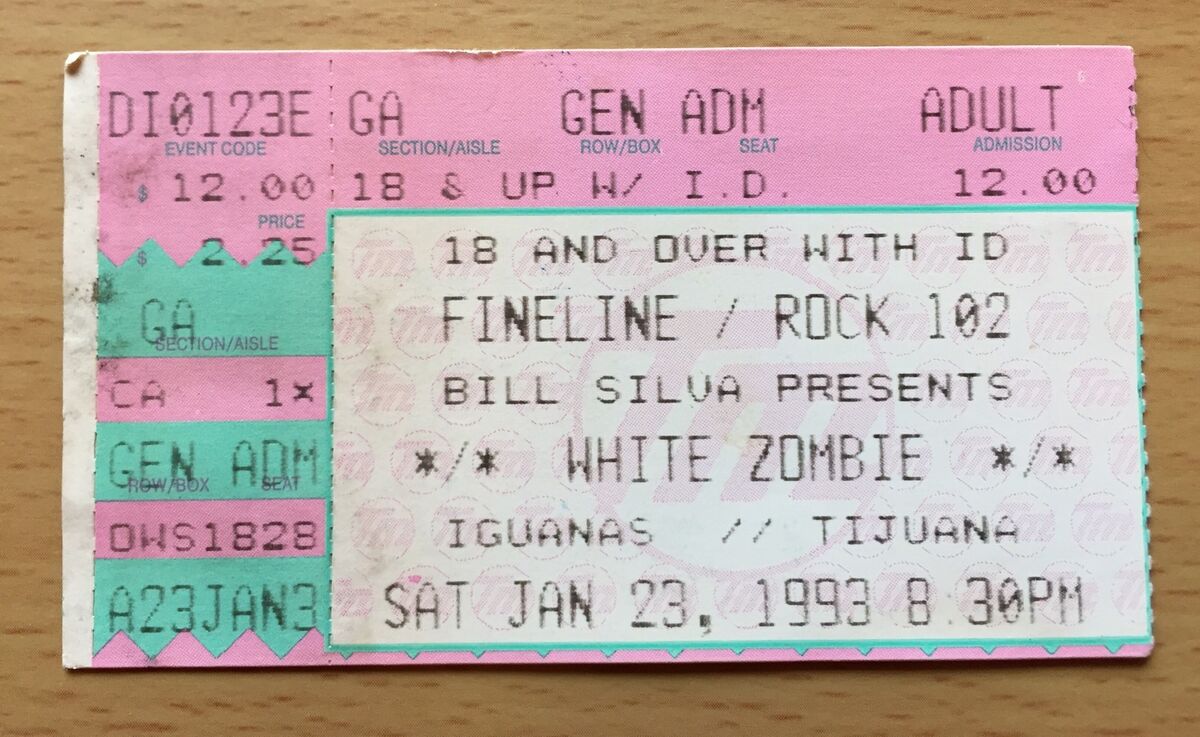 DI0123E GA GEN ADM ADULT
EVENT CODE SECTION/AISLE ROW/BOX SEAT ADMISSION
$ 12.00 18 & UP W/ I.D. 12.00
PRICE
$ 2.25
GA
SECTION/AISLE
CA 1*
GEN ADM
ROW/BOX SEAT
OWS1828
A23JAN3
18 AND OVER WITH ID
FINELINE / ROCK 102
BILL SILVA PRESENTS
*/* WHITE ZOMBIE */*
IGUANAS // TIJUANA
SAT JAN 23, 1993 8:30PM